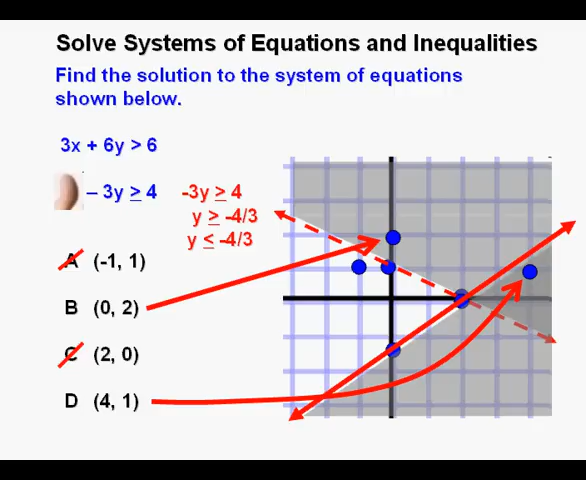 Solve Systems of Equations and Inequalities
Find the solution to the system of equations
shown below.
3x + 6y > 6
– 3y ≥ 4
-3y ≥ 4
y ≥ -4/3
y ≤ -4/3
A (-1, 1)
B (0, 2)
C (2, 0)
D (4, 1)